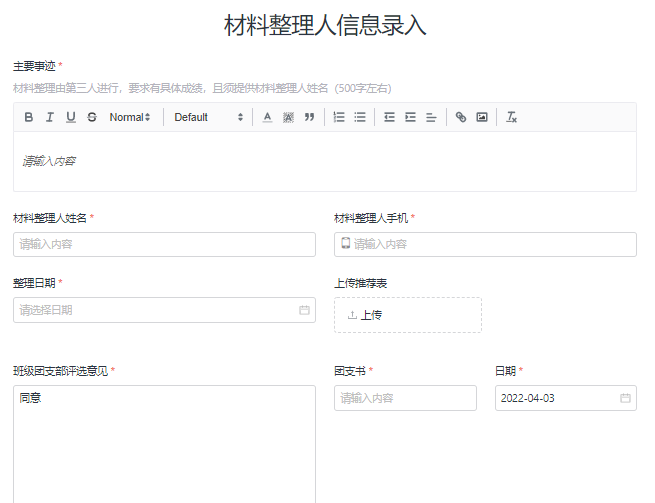 材料整理人信息录入
主要事迹 *
材料整理由第三人进行，要求有具体成绩，且须提供材料整理人姓名（500字左右）
B I U S Normal Default A A
请输入内容
材料整理人姓名 * 材料整理人手机 *
请输入内容 请输入内容
整理日期 * 上传推荐表
请选择日期 上传
班级团支部评选意见 * 团支书 * 日期 *
同意 请输入内容 2022-04-03